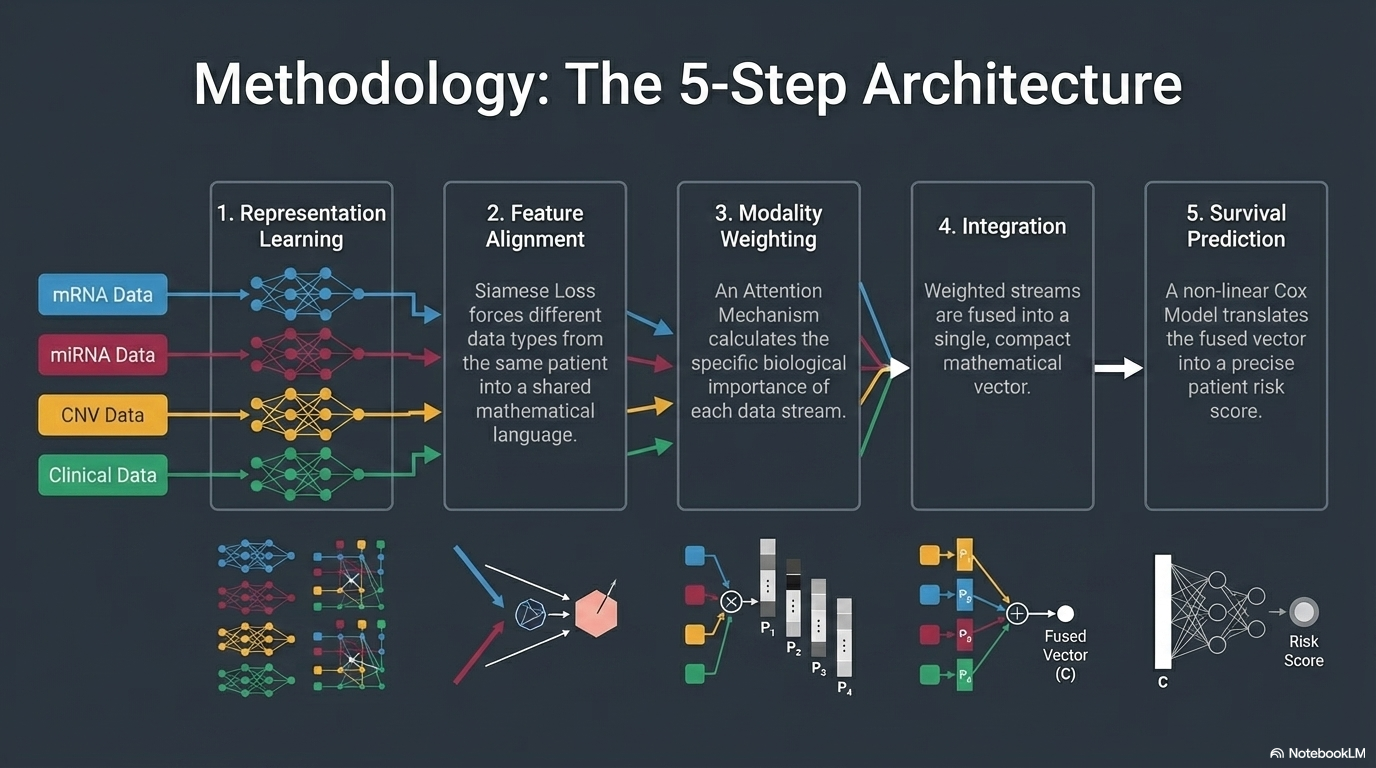 Methodology: The 5-Step Architecture
mRNA Data
miRNA Data
CNV Data
Clinical Data
1. Representation
Learning
2. Feature
Alignment
Siamese Loss
forces different
data types from
the same patient
into a shared
mathematical
language.
3. Modality
Weighting
An Attention
Mechanism
calculates the
specific biological
importance of
each data stream.
4. Integration
Weighted streams
are fused into a
single, compact
mathematical
vector.
5. Survival
Prediction
A non-linear Cox
Model translates
the fused vector
into a precise
patient risk
score.
P₁
P₂
P₃
P₄
Fused
Vector
(C)
C
Risk
Score
NotebookLM